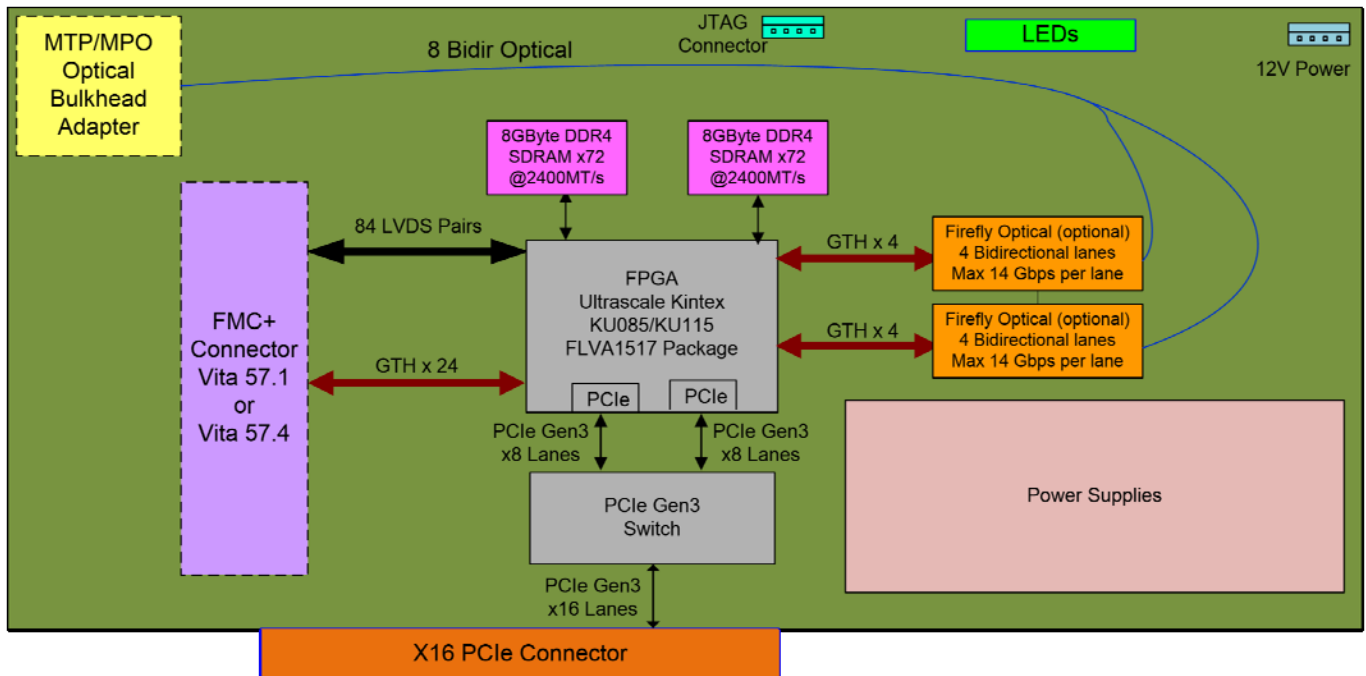 MTP/MPO
Optical
Bulkhead
Adapter
8 Bidir Optical
JTAG
Connector
LEDs
12V Power
8GByte DDR4
SDRAM x72
@2400MT/s
8GByte DDR4
SDRAM x72
@2400MT/s
84 LVDS Pairs
FMC+
Connector
Vita 57.1
or
Vita 57.4
GTH x 24
FPGA
Ultrascale Kintex
KU085/KU115
FLVA1517 Package
PCIe
PCIe
GTH x 4
Firefly Optical (optional)
4 Bidirectional lanes
Max 14 Gbps per lane
GTH x 4
Firefly Optical (optional)
4 Bidirectional lanes
Max 14 Gbps per lane
PCIe Gen3
x8 Lanes
PCIe Gen3
x8 Lanes
PCIe Gen3
Switch
Power Supplies
PCIe Gen3
x16 Lanes
X16 PCIe Connector